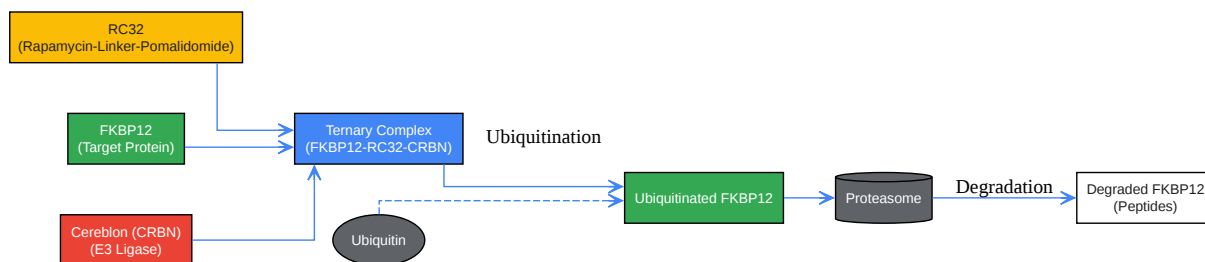 RC32
(Rapamycin-Linker-Pomalidomide)
FKBP12
(Target Protein)
Ternary Complex
(FKBP12-RC32-CRBN)
Ubiquitination
Cereblon (CRBN)
(E3 Ligase)
Ubiquitin
Ubiquitinated FKBP12
Proteasome
Degradation
Degraded FKBP12
(Peptides)